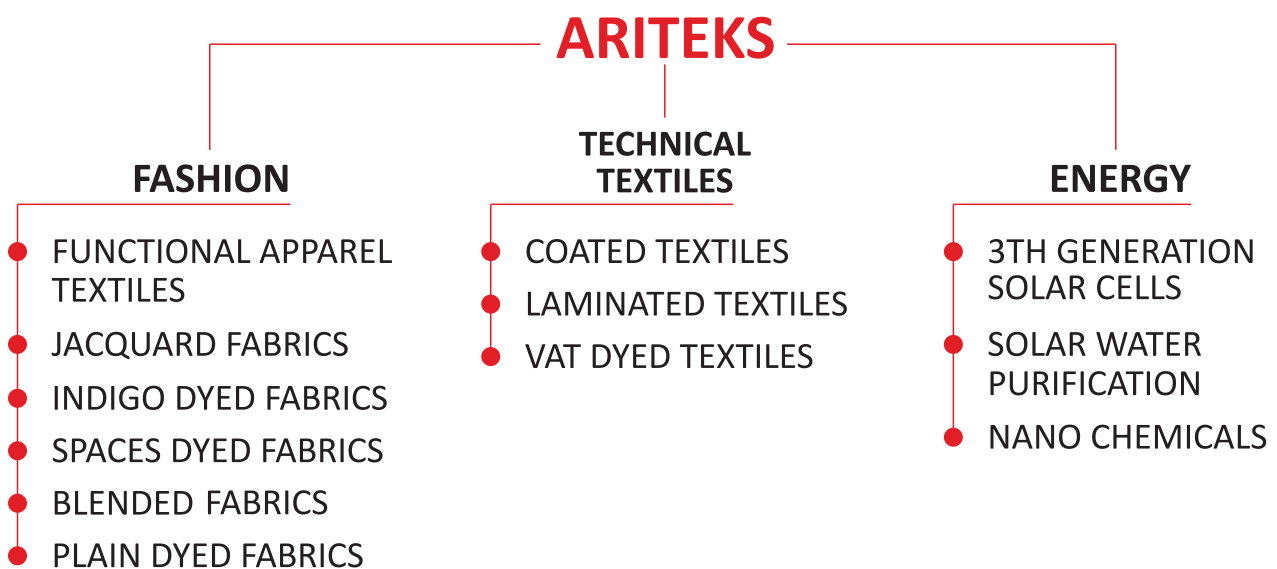 ARITEKS
FASHION
FUNCTIONAL APPAREL
TEXTILES
JACQUARD FABRICS
INDIGO DYED FABRICS
SPACES DYED FABRICS
BLENDED FABRICS
PLAIN DYED FABRICS
TECHNICAL
TEXTILES
COATED TEXTILES
LAMINATED TEXTILES
VAT DYED TEXTILES
ENERGY
3TH GENERATION
SOLAR CELLS
SOLAR WATER
PURIFICATION
NANO CHEMICALS